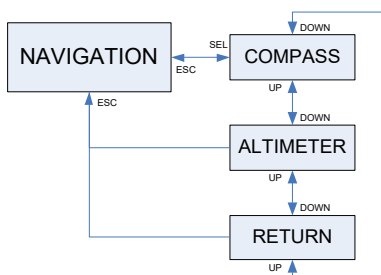 NAVIGATION
SEL
ESC
COMPASS
DOWN
UP
DOWN
ESC
ALTIMETER
UP
DOWN
RETURN
UP